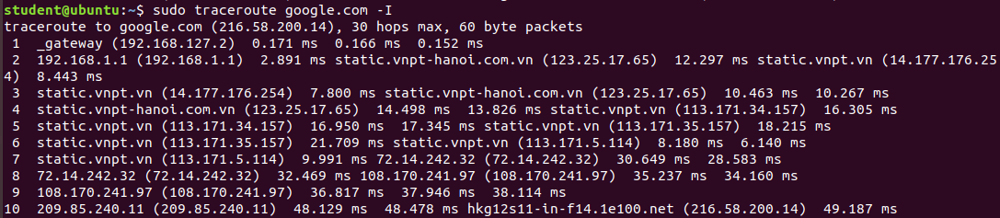 student@ubuntu:~$ sudo traceroute google.com -I
traceroute to google.com (216.58.200.14), 30 hops max, 60 byte packets
 1  _gateway (192.168.127.2)  0.171 ms  0.166 ms  0.152 ms
 2  192.168.1.1 (192.168.1.1)  2.891 ms static.vnpt-hanoi.com.vn (123.25.17.65)  12.297 ms static.vnpt.vn (14.177.176.25
4)  8.443 ms
 3  static.vnpt.vn (14.177.176.254)  7.800 ms static.vnpt-hanoi.com.vn (123.25.17.65)  10.463 ms  10.267 ms
 4  static.vnpt-hanoi.com.vn (123.25.17.65)  14.498 ms  13.826 ms static.vnpt.vn (113.171.34.157)  16.305 ms
 5  static.vnpt.vn (113.171.34.157)  16.950 ms  17.345 ms static.vnpt.vn (113.171.35.157)  18.215 ms
 6  static.vnpt.vn (113.171.35.157)  21.709 ms static.vnpt.vn (113.171.5.114)  8.180 ms  6.140 ms
 7  static.vnpt.vn (113.171.5.114)  9.991 ms 72.14.242.32 (72.14.242.32)  30.649 ms  28.583 ms
 8  72.14.242.32 (72.14.242.32)  32.469 ms 108.170.241.97 (108.170.241.97)  35.237 ms  34.160 ms
 9  108.170.241.97 (108.170.241.97)  36.817 ms  37.946 ms  38.114 ms
10  209.85.240.11 (209.85.240.11)  48.129 ms  48.478 ms hkg12s11-in-f14.1e100.net (216.58.200.14)  49.187 ms